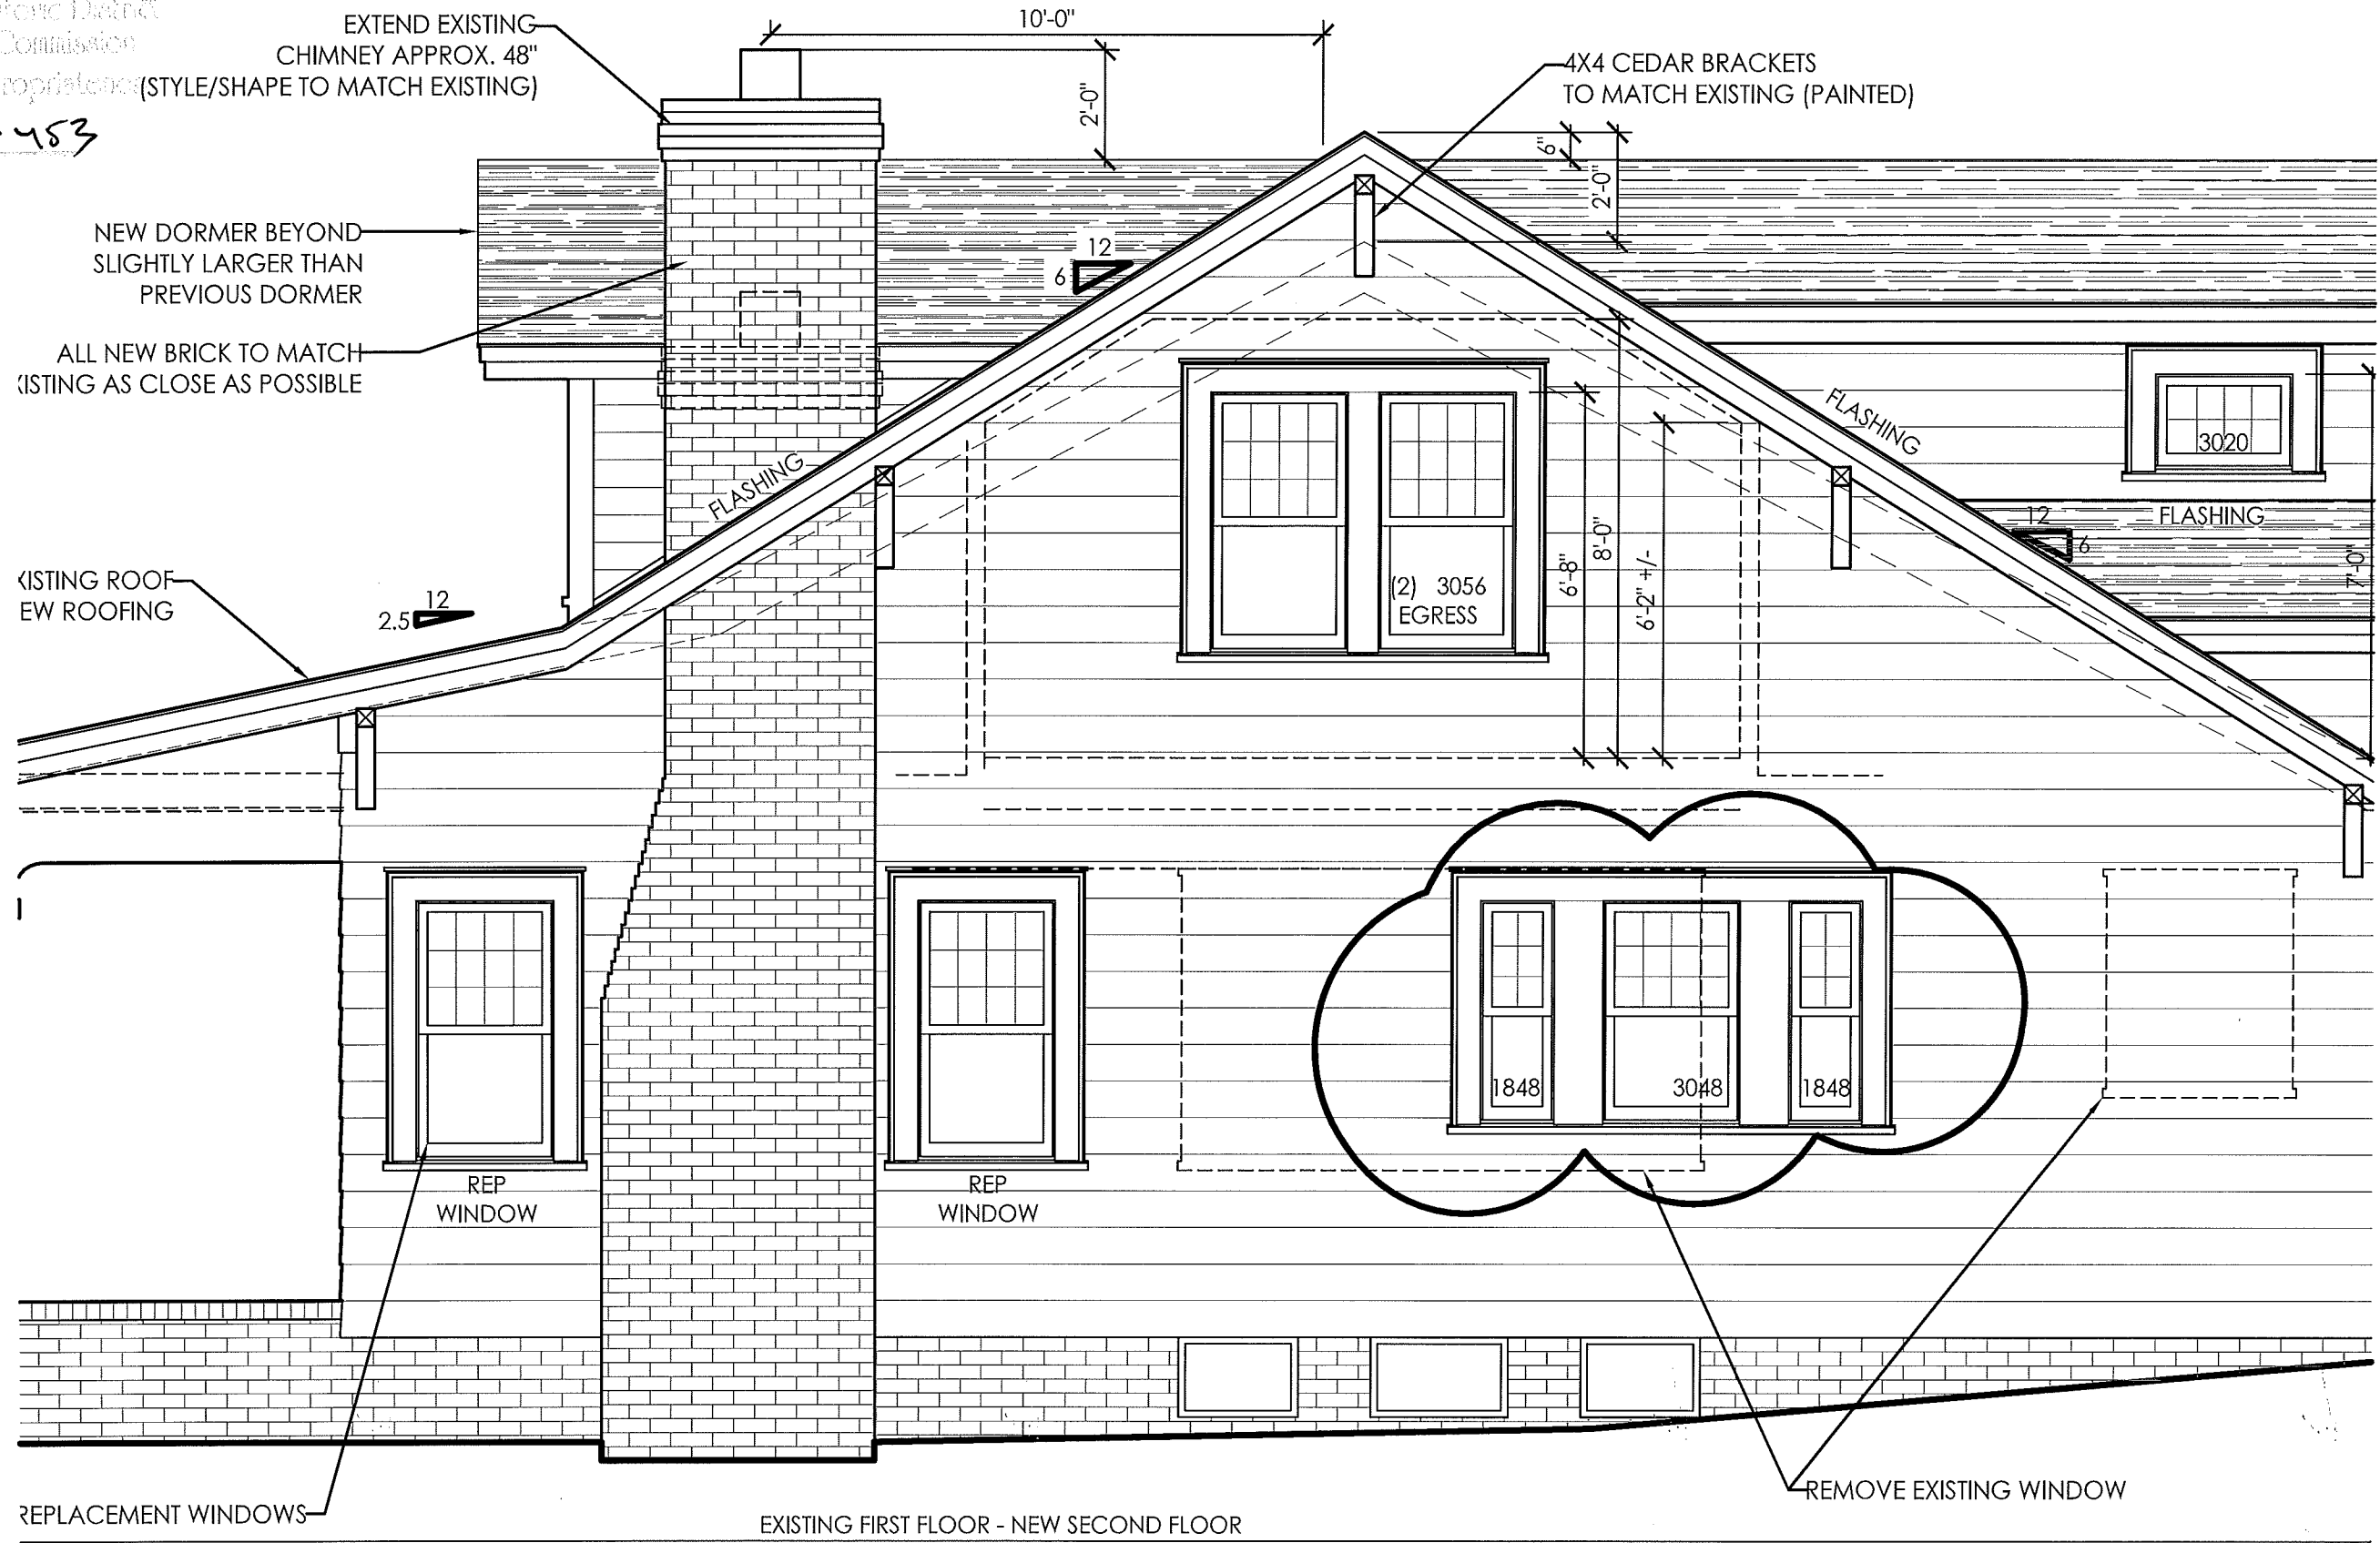 Commission
453
EXTEND EXISTING
CHIMNEY APPROX. 48"
(STYLE/SHAPE TO MATCH EXISTING)
10'-0"
2'-0"
4X4 CEDAR BRACKETS
TO MATCH EXISTING (PAINTED)
6"
2'-0"
NEW DORMER BEYOND
SLIGHTLY LARGER THAN
PREVIOUS DORMER
12
6
ALL NEW BRICK TO MATCH
XISTING AS CLOSE AS POSSIBLE
FLASHING
FLASHING
3020
12
FLASHING
6
7'-0"
(2) 3056
EGRESS
6'-8"
8'-0"
6'-2" +/-
XISTING ROOF
EW ROOFING
12
2.5
1848
3048
1848
REP
WINDOW
REP
WINDOW
REPLACEMENT WINDOWS
REMOVE EXISTING WINDOW
EXISTING FIRST FLOOR - NEW SECOND FLOOR